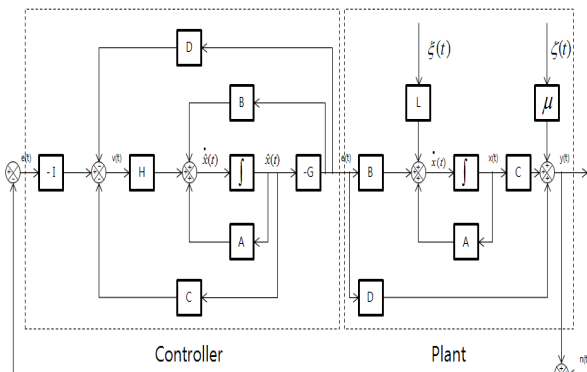 D
ξ(t)
ζ(t)
B
L
μ
e(t)
- I
v(t)
H
ẋ̂(t)
∫
x̂(t)
-G
e(t)
B
ẋ(t)
∫
x(t)
C
y(t)
A
A
C
D
Controller
Plant
n(t)